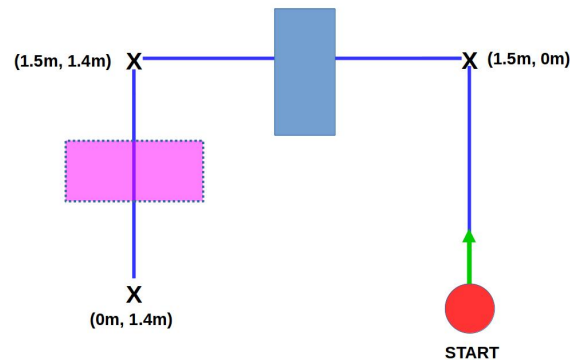 (1.5m, 1.4m) X
X (1.5m, 0m)
X
(0m, 1.4m)
START